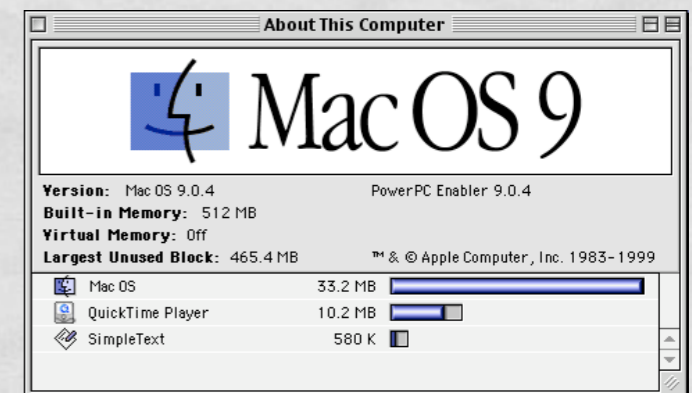 About This Computer
Mac OS 9
Version: Mac OS 9.0.4 PowerPC Enabler 9.0.4
Built-in Memory: 512 MB
Virtual Memory: Off
Largest Unused Block: 465.4 MB ™ & © Apple Computer, Inc. 1983-1999
Mac OS 33.2 MB
QuickTime Player 10.2 MB
SimpleText 580 K